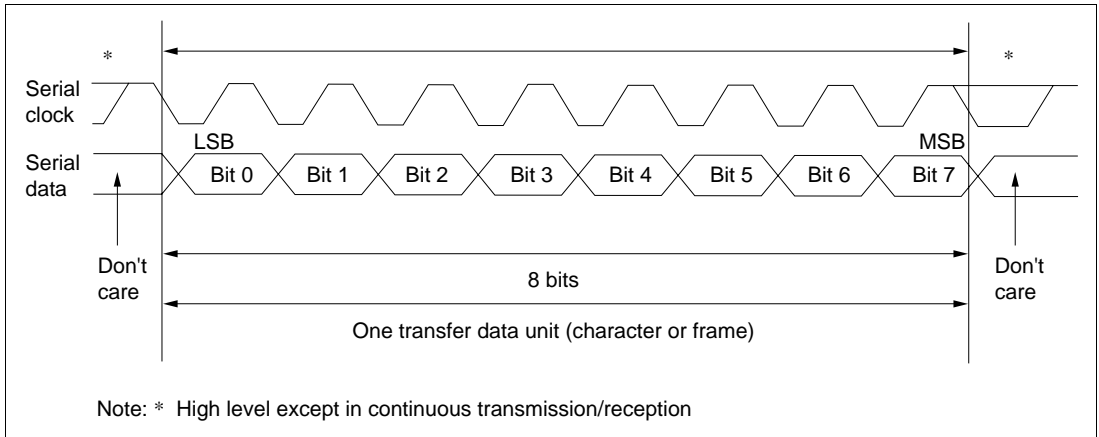 * *
Serial
clock
LSB MSB
Serial
data
Bit 0 Bit 1 Bit 2 Bit 3 Bit 4 Bit 5 Bit 6 Bit 7
Don't
care
8 bits
Don't
care
One transfer data unit (character or frame)
Note: * High level except in continuous transmission/reception